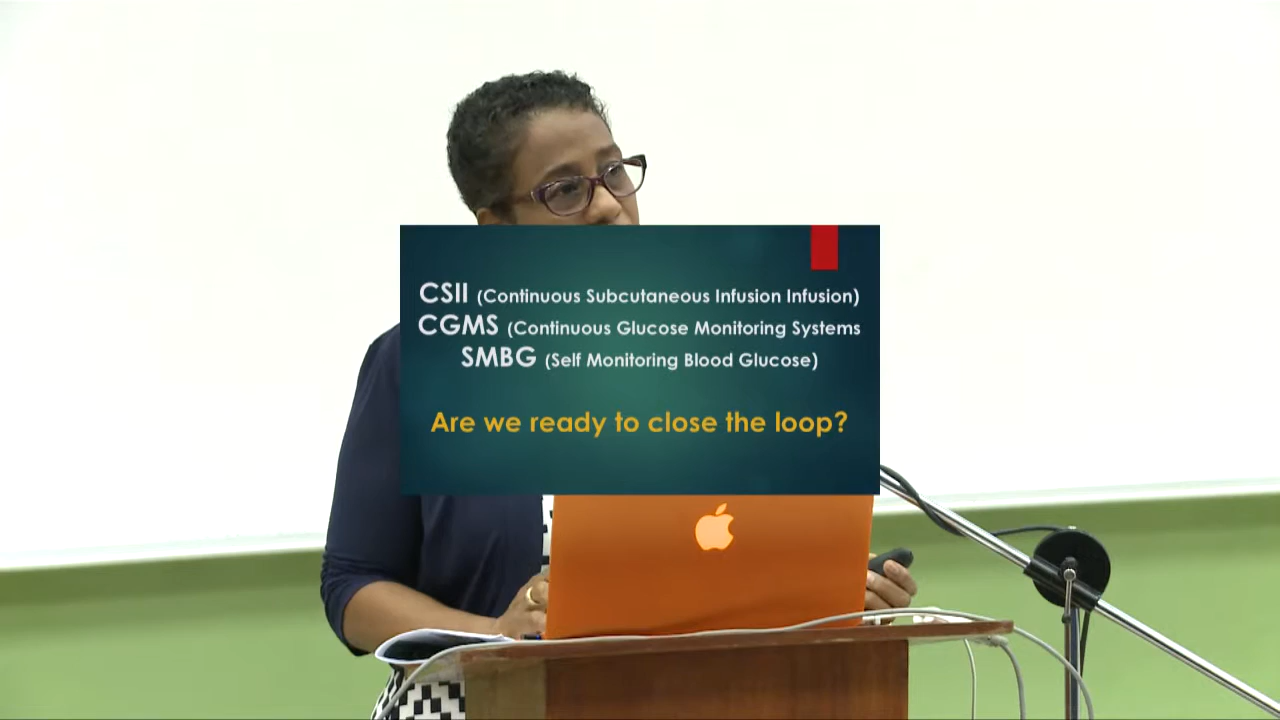 CSII (Continuous Subcutaneous Infusion Infusion)
CGMS (Continuous Glucose Monitoring Systems
SMBG (Self Monitoring Blood Glucose)
Are we ready to close the loop?